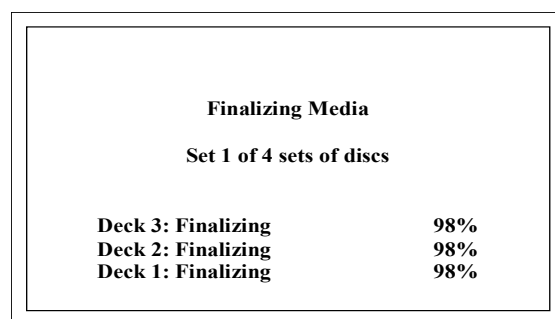 Finalizing Media
Set 1 of 4 sets of discs
Deck 3: Finalizing 98%
Deck 2: Finalizing 98%
Deck 1: Finalizing 98%